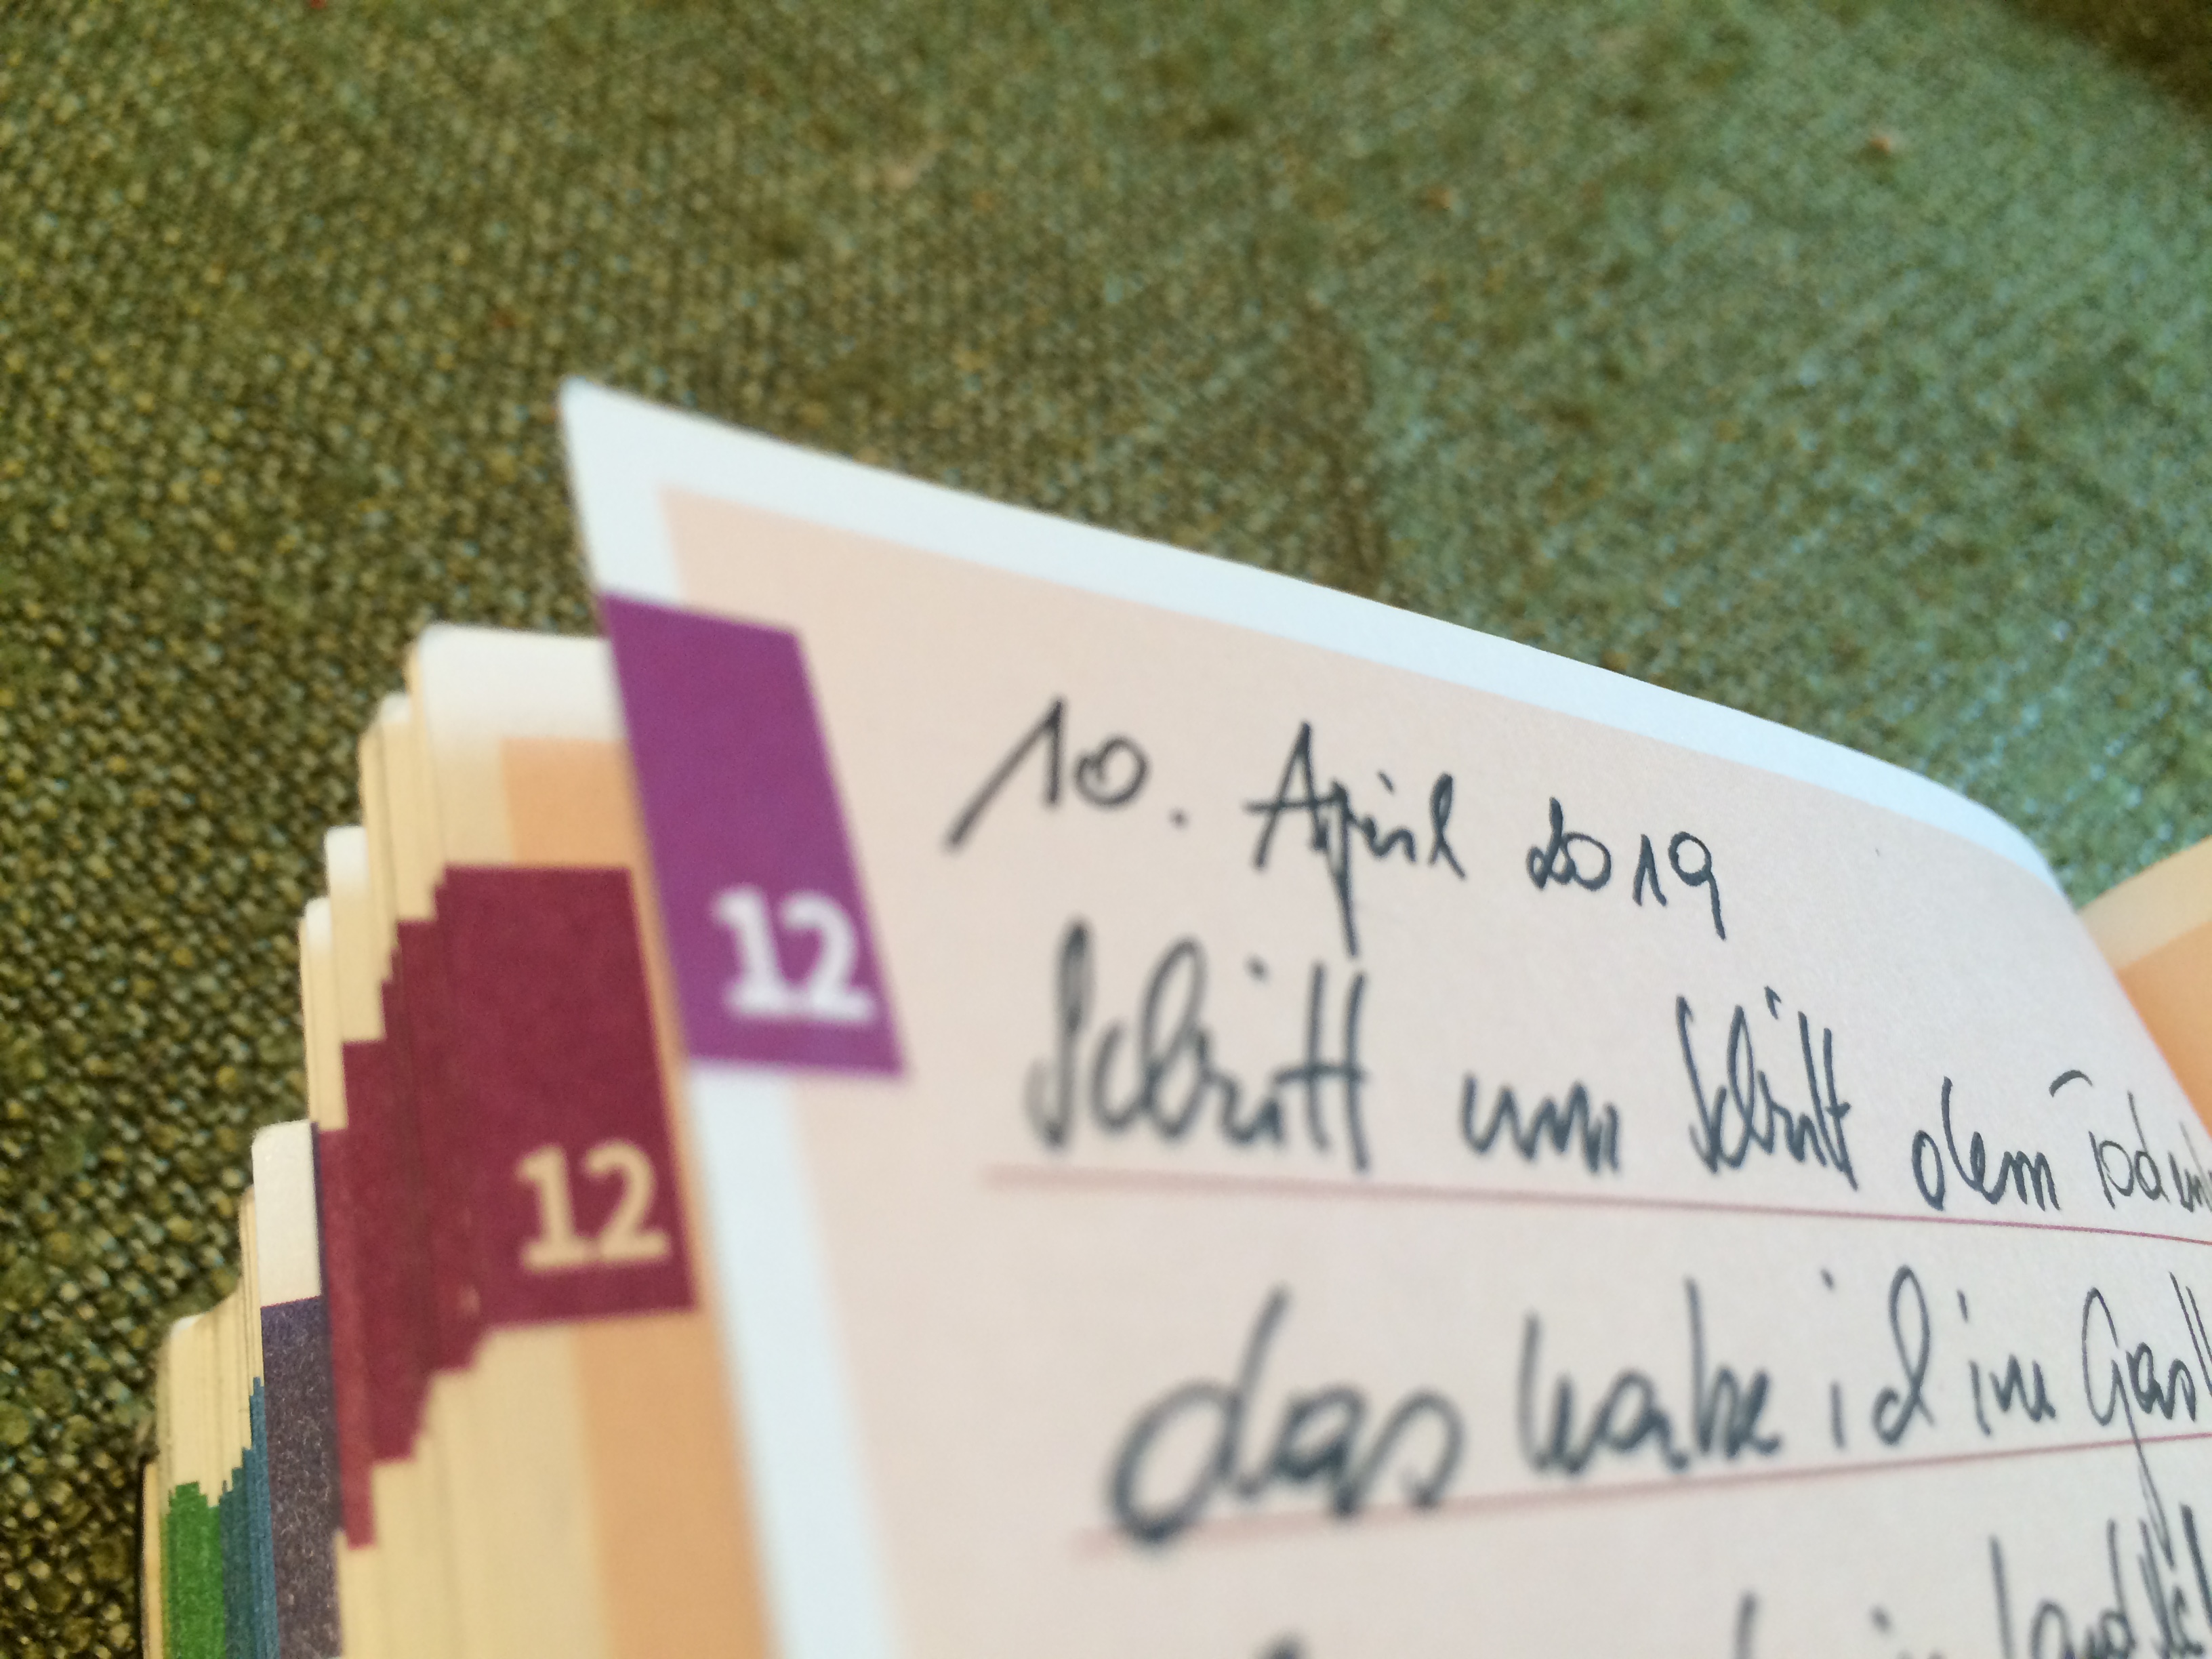 12
10. April 2019
12
Schritt um Schritt dem
das habe ich im